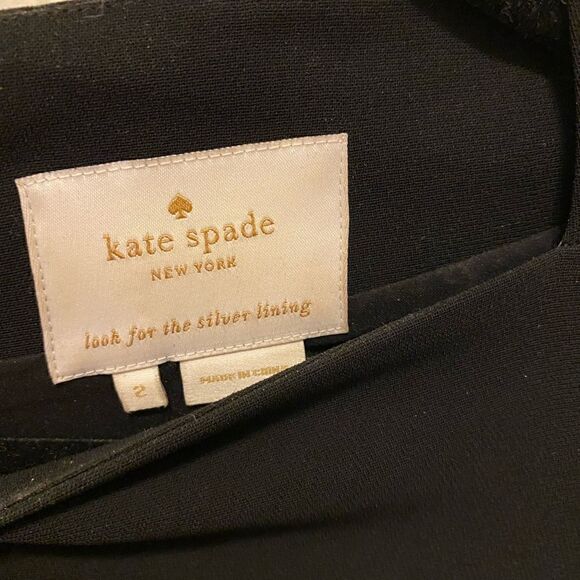 kate spade
NEW YORK
look for the silver lining
2
MADE IN CHINA